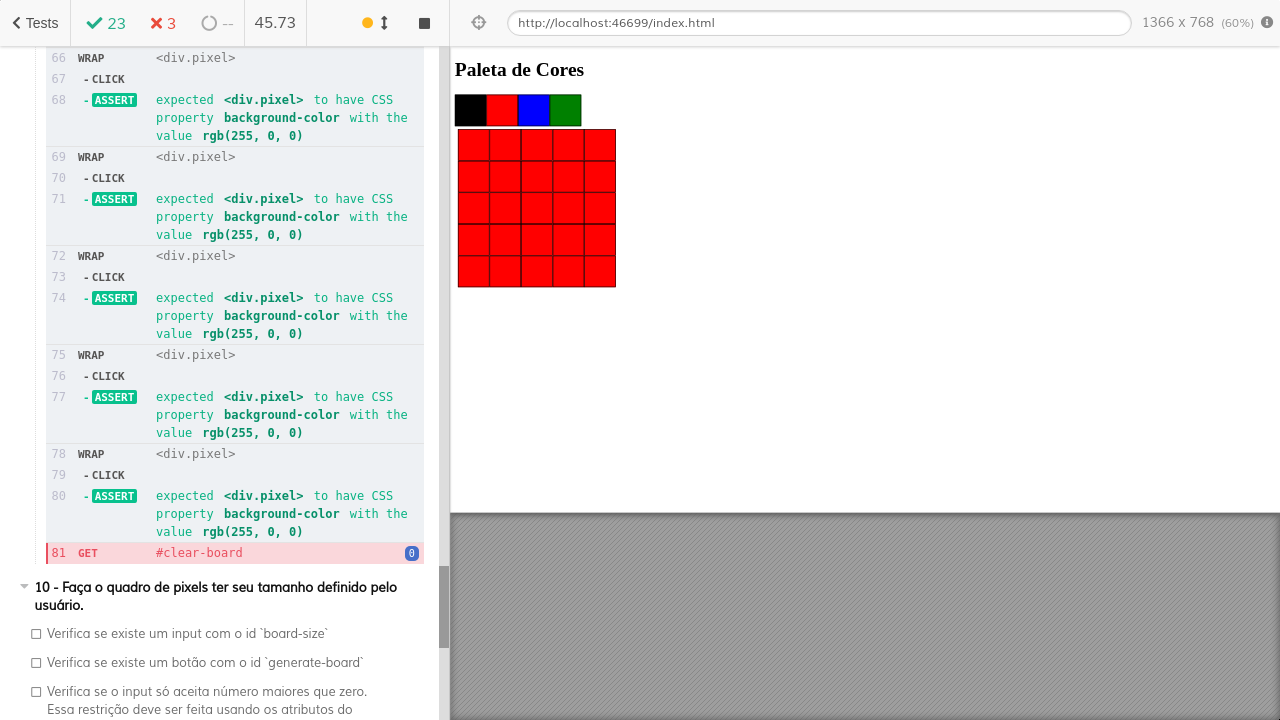 Tests
23
3
--
45.73
http://localhost:46699/index.html
1366 x 768 (60%)
66 WRAP <div.pixel>
67 -CLICK
68 -ASSERT expected <div.pixel> to have CSS
property background-color with the
value rgb(255, 0, 0)
69 WRAP <div.pixel>
70 -CLICK
71 -ASSERT expected <div.pixel> to have CSS
property background-color with the
value rgb(255, 0, 0)
72 WRAP <div.pixel>
73 -CLICK
74 -ASSERT expected <div.pixel> to have CSS
property background-color with the
value rgb(255, 0, 0)
75 WRAP <div.pixel>
76 -CLICK
77 -ASSERT expected <div.pixel> to have CSS
property background-color with the
value rgb(255, 0, 0)
78 WRAP <div.pixel>
79 -CLICK
80 -ASSERT expected <div.pixel> to have CSS
property background-color with the
value rgb(255, 0, 0)
81 GET #clear-board 0
10 - Faça o quadro de pixels ter seu tamanho definido pelo
usuário.
Verifica se existe um input com o id `board-size`
Verifica se existe um botão com o id `generate-board`
Verifica se o input só aceita número maiores que zero.
Essa restrição deve ser feita usando os atributos do
Paleta de Cores